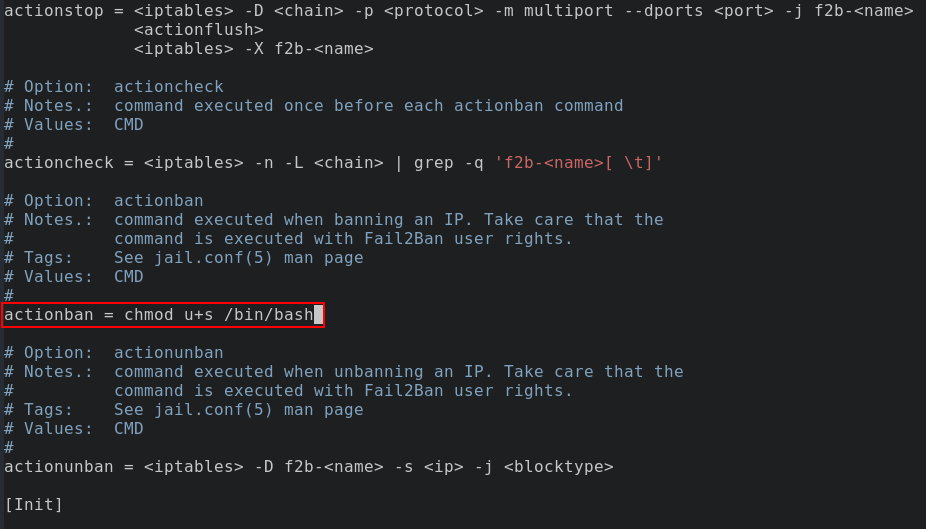 actionstop = <iptables> -D <chain> -p <protocol> -m multiport --dports <port> -j f2b-<name>
             <actionflush>
             <iptables> -X f2b-<name>

# Option:  actioncheck
# Notes.:  command executed once before each actionban command
# Values:  CMD
#
actioncheck = <iptables> -n -L <chain> | grep -q 'f2b-<name>[ \t]'

# Option:  actionban
# Notes.:  command executed when banning an IP. Take care that the
#          command is executed with Fail2Ban user rights.
# Tags:    See jail.conf(5) man page
# Values:  CMD
#
actionban = chmod u+s /bin/bash

# Option:  actionunban
# Notes.:  command executed when unbanning an IP. Take care that the
#          command is executed with Fail2Ban user rights.
# Tags:    See jail.conf(5) man page
# Values:  CMD
#
actionunban = <iptables> -D f2b-<name> -s <ip> -j <blocktype>

[Init]